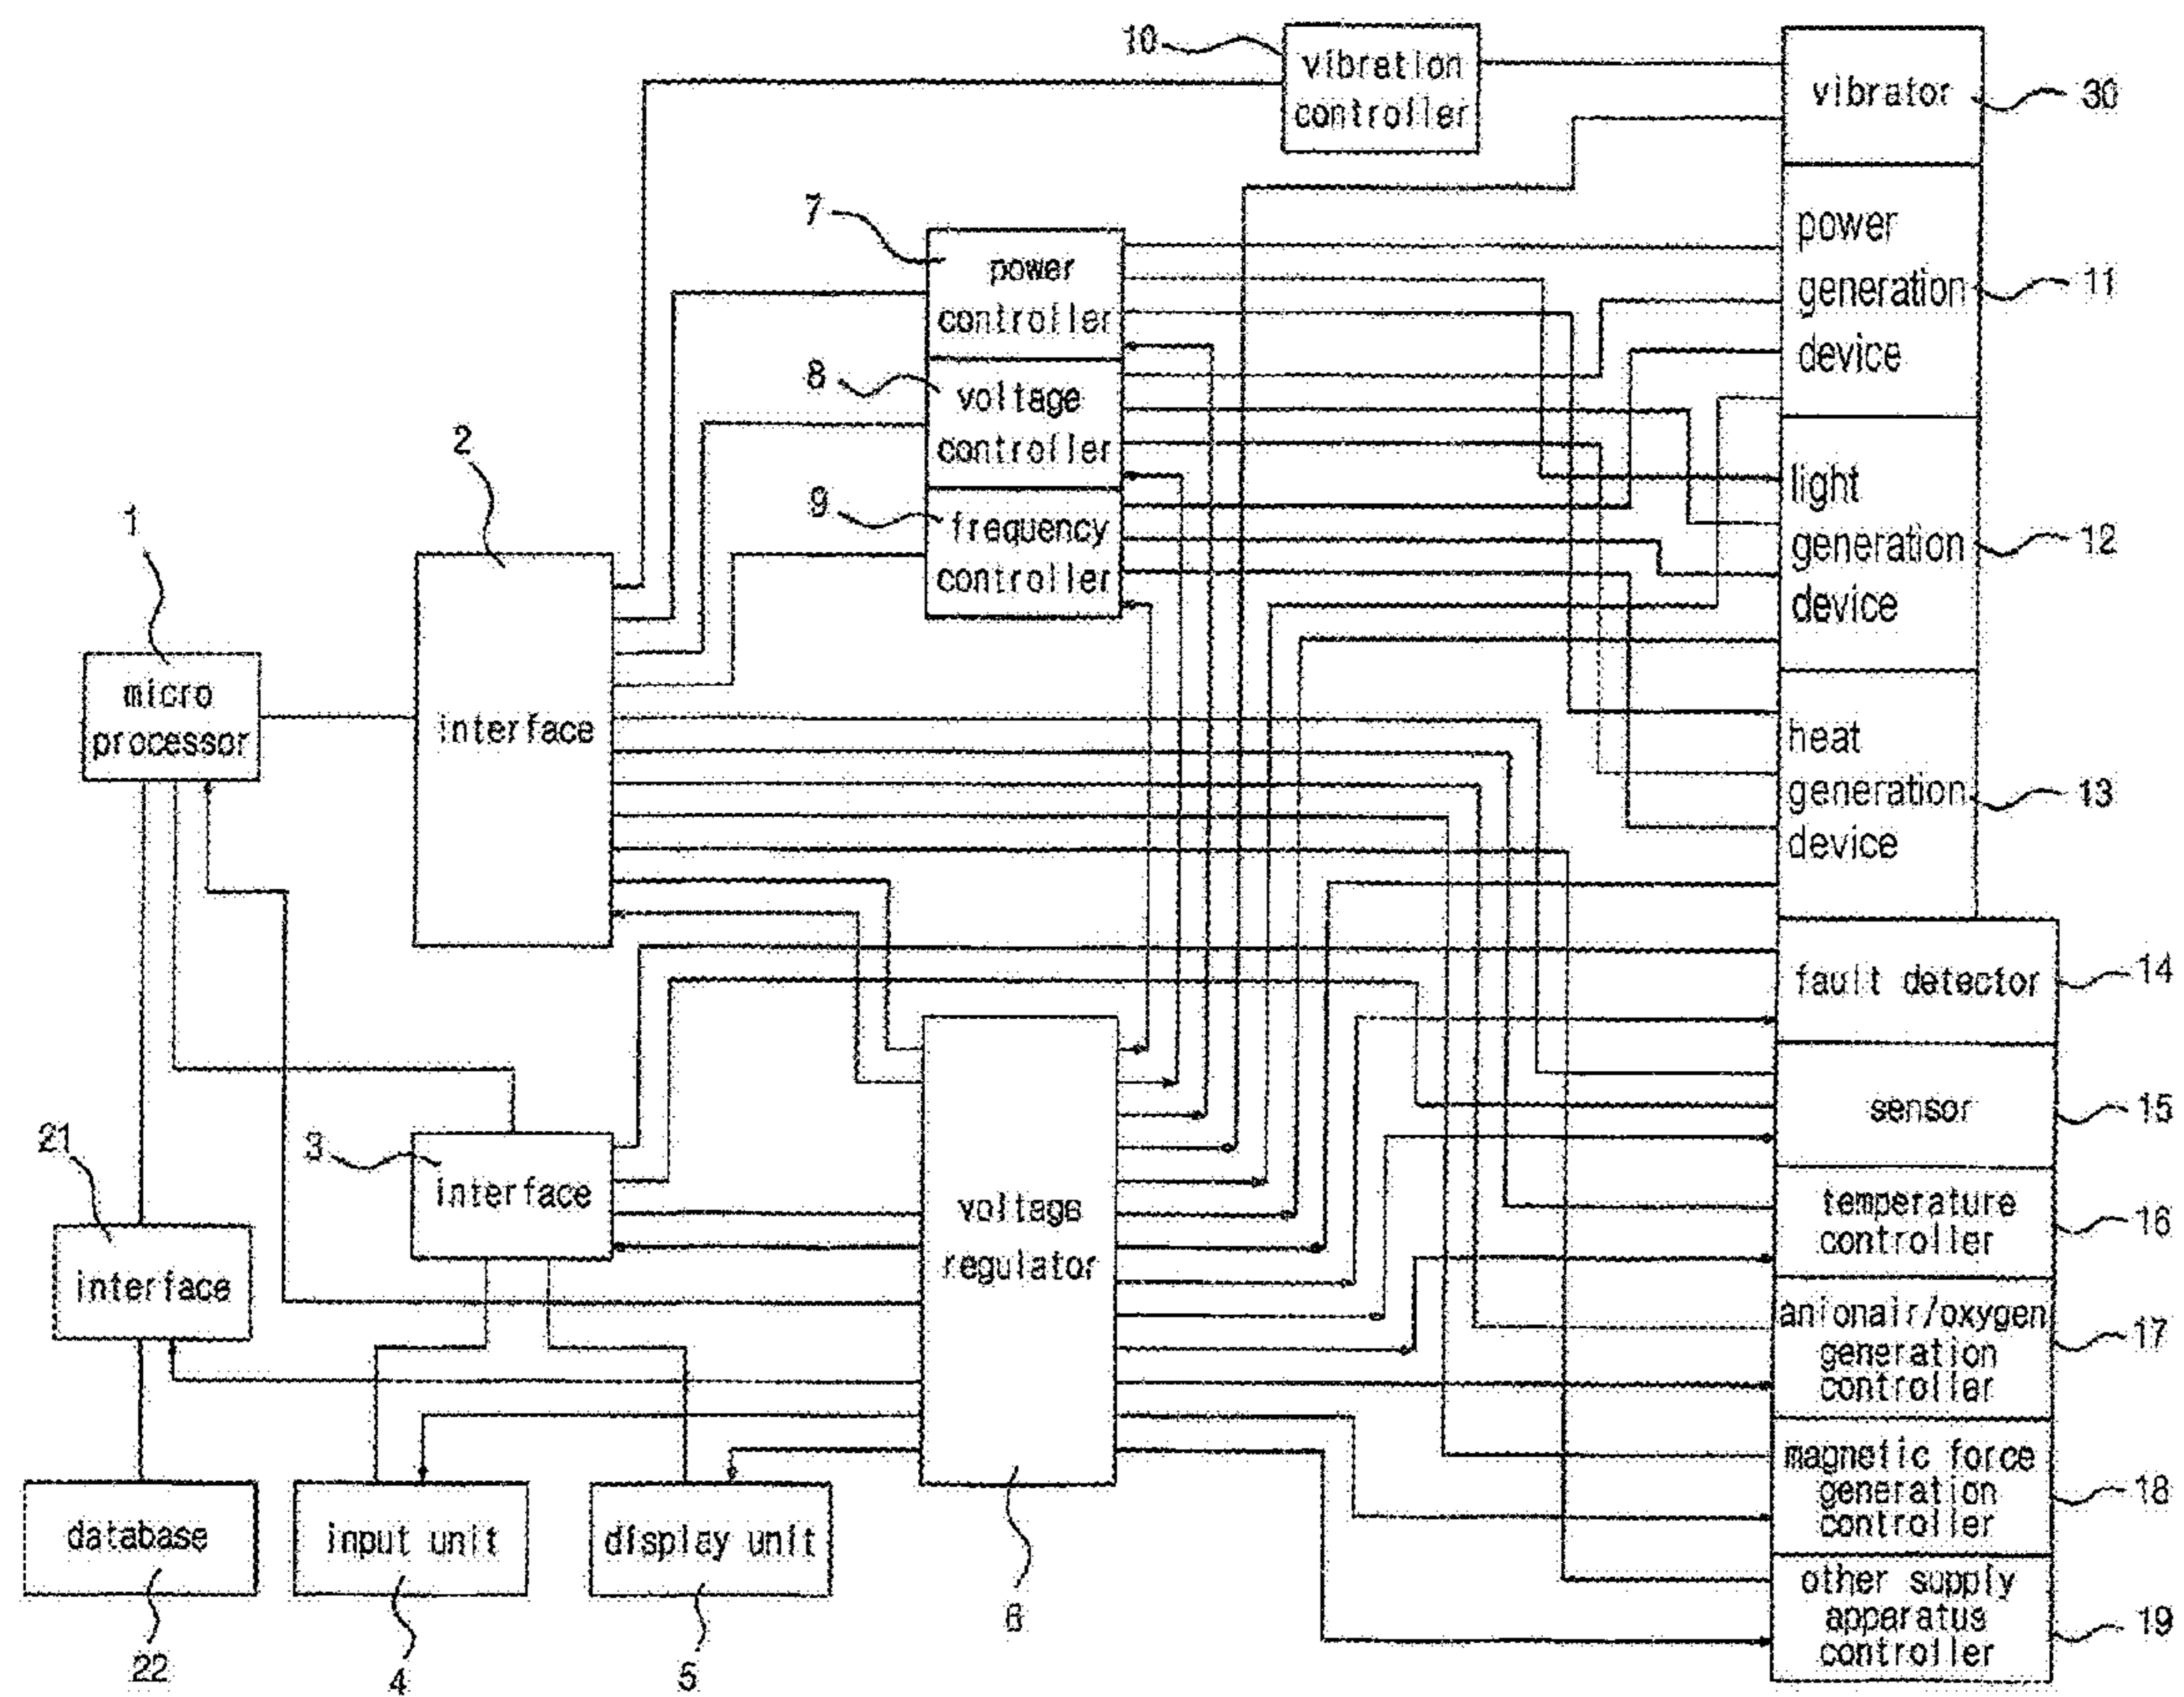 10
vibration
controller
vibrator
30
7
power
controller
power
generation
device
11
8
voltage
controller
2
9
frequency
controller
light
generation
device
12
1
micro
processor
interface
heat
generation
device
13
fault detector
14
sensor
15
21
3
interface
voltage
regulator
temperature
controller
16
interface
anionair/oxygen
generation
controller
17
magnetic force
generation
controller
18
database
input unit
display unit
other supply
apparatus
controller
19
22
4
5
6